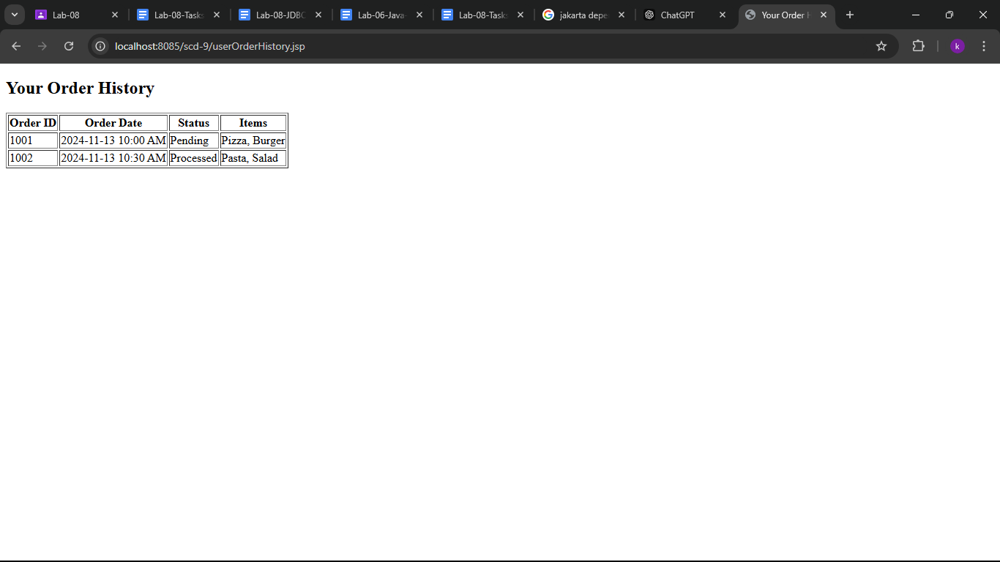 Lab-08
Lab-08-Tasks
Lab-08-JDBC
Lab-06-Java-
Lab-08-Tasks
jakarta depe
ChatGPT
Your Order H
localhost:8085/scd-9/userOrderHistory.jsp
k
Your Order History
Order ID Order Date Status Items
1001 2024-11-13 10:00 AM Pending Pizza, Burger
1002 2024-11-13 10:30 AM Processed Pasta, Salad